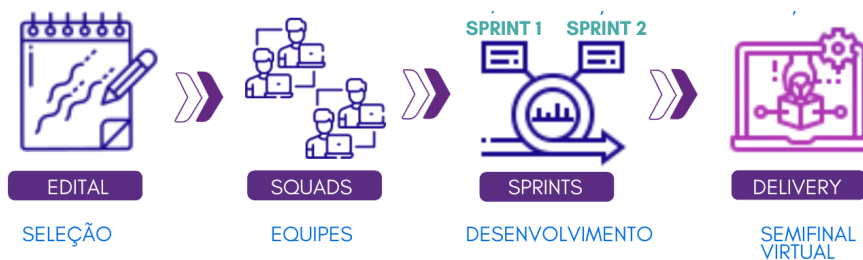 SPRINT 1 SPRINT 2
EDITAL
SQUADS
SPRINTS
DELIVERY
SELEÇÃO
EQUIPES
DESENVOLVIMENTO
SEMIFINAL
VIRTUAL